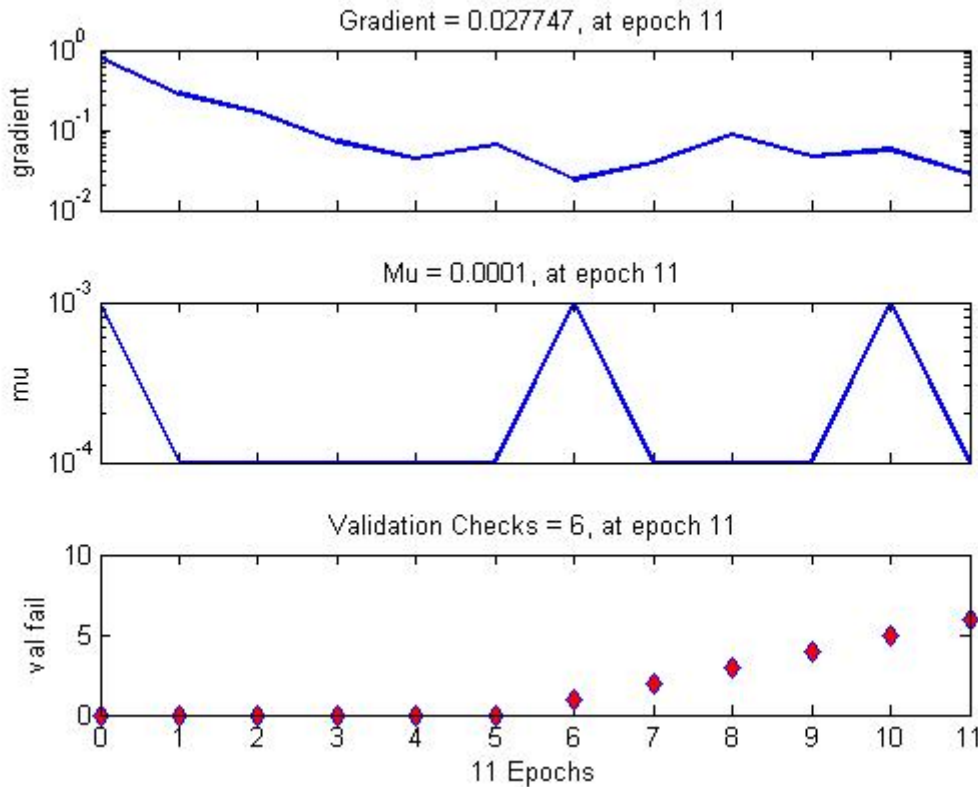 Gradient = 0.027747, at epoch 11
10^0
10^-1
10^-2
gradient
Mu = 0.0001, at epoch 11
10^-3
10^-4
mu
Validation Checks = 6, at epoch 11
10
5
0
val fail
0 1 2 3 4 5 6 7 8 9 10 11
11 Epochs